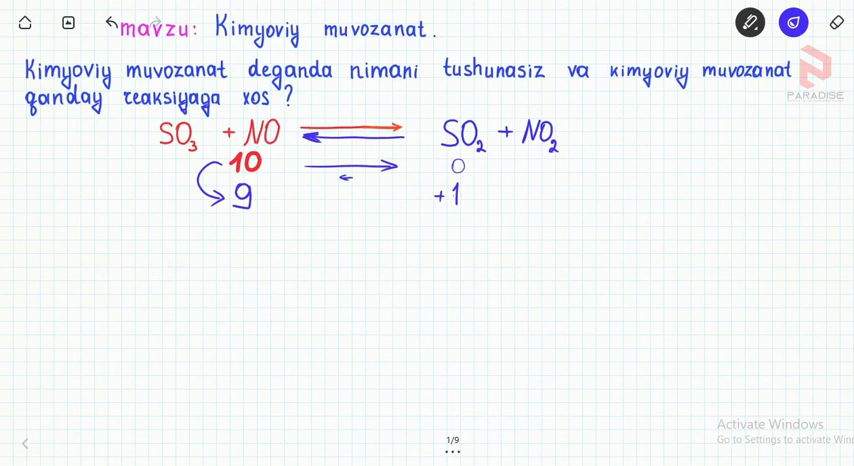 mavzu: Kimyoviy muvozanat.
Kimyoviy muvozanat deganda nimani tushunasiz va kimyoviy muvozanat
qanday reaksiyaga xos?
PARADISE
SO₃ + NO ⇄ SO₂ + NO₂
10 → ← 0
9 +1
Activate Windows
Go to Settings to activate Win
1/9